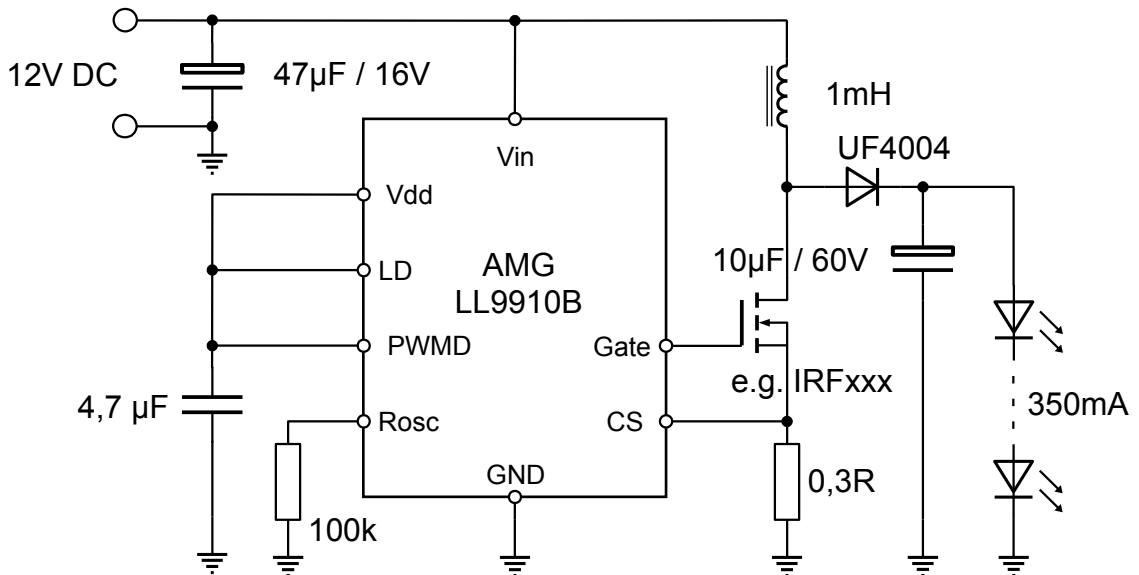 12V DC
47µF / 16V
1mH
Vin
UF4004
Vdd
LD
AMG
LL9910B
10µF / 60V
PWMD
Gate
e.g. IRFxxx
4,7 µF
Rosc
CS
350mA
GND
0,3R
100k